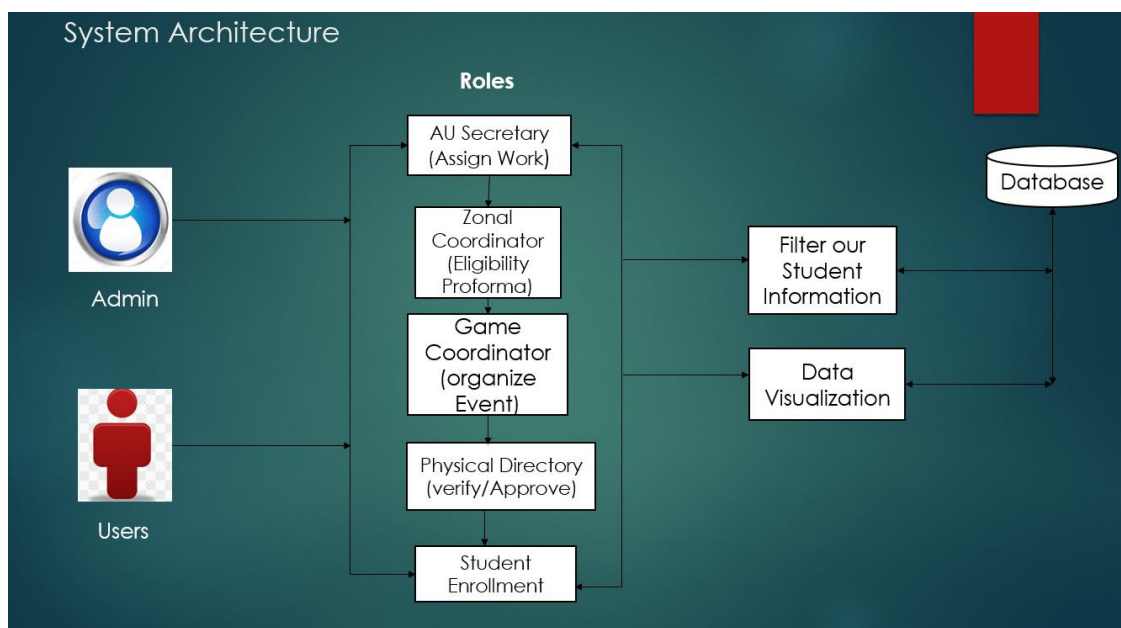 System Architecture
Roles
AU Secretary
(Assign Work)
Zonal
Coordinator
(Eligibility
Proforma)
Game
Coordinator
(organize
Event)
Physical Directory
(verify/Approve)
Student
Enrollment
Admin
Users
Filter our
Student
Information
Data
Visualization
Database